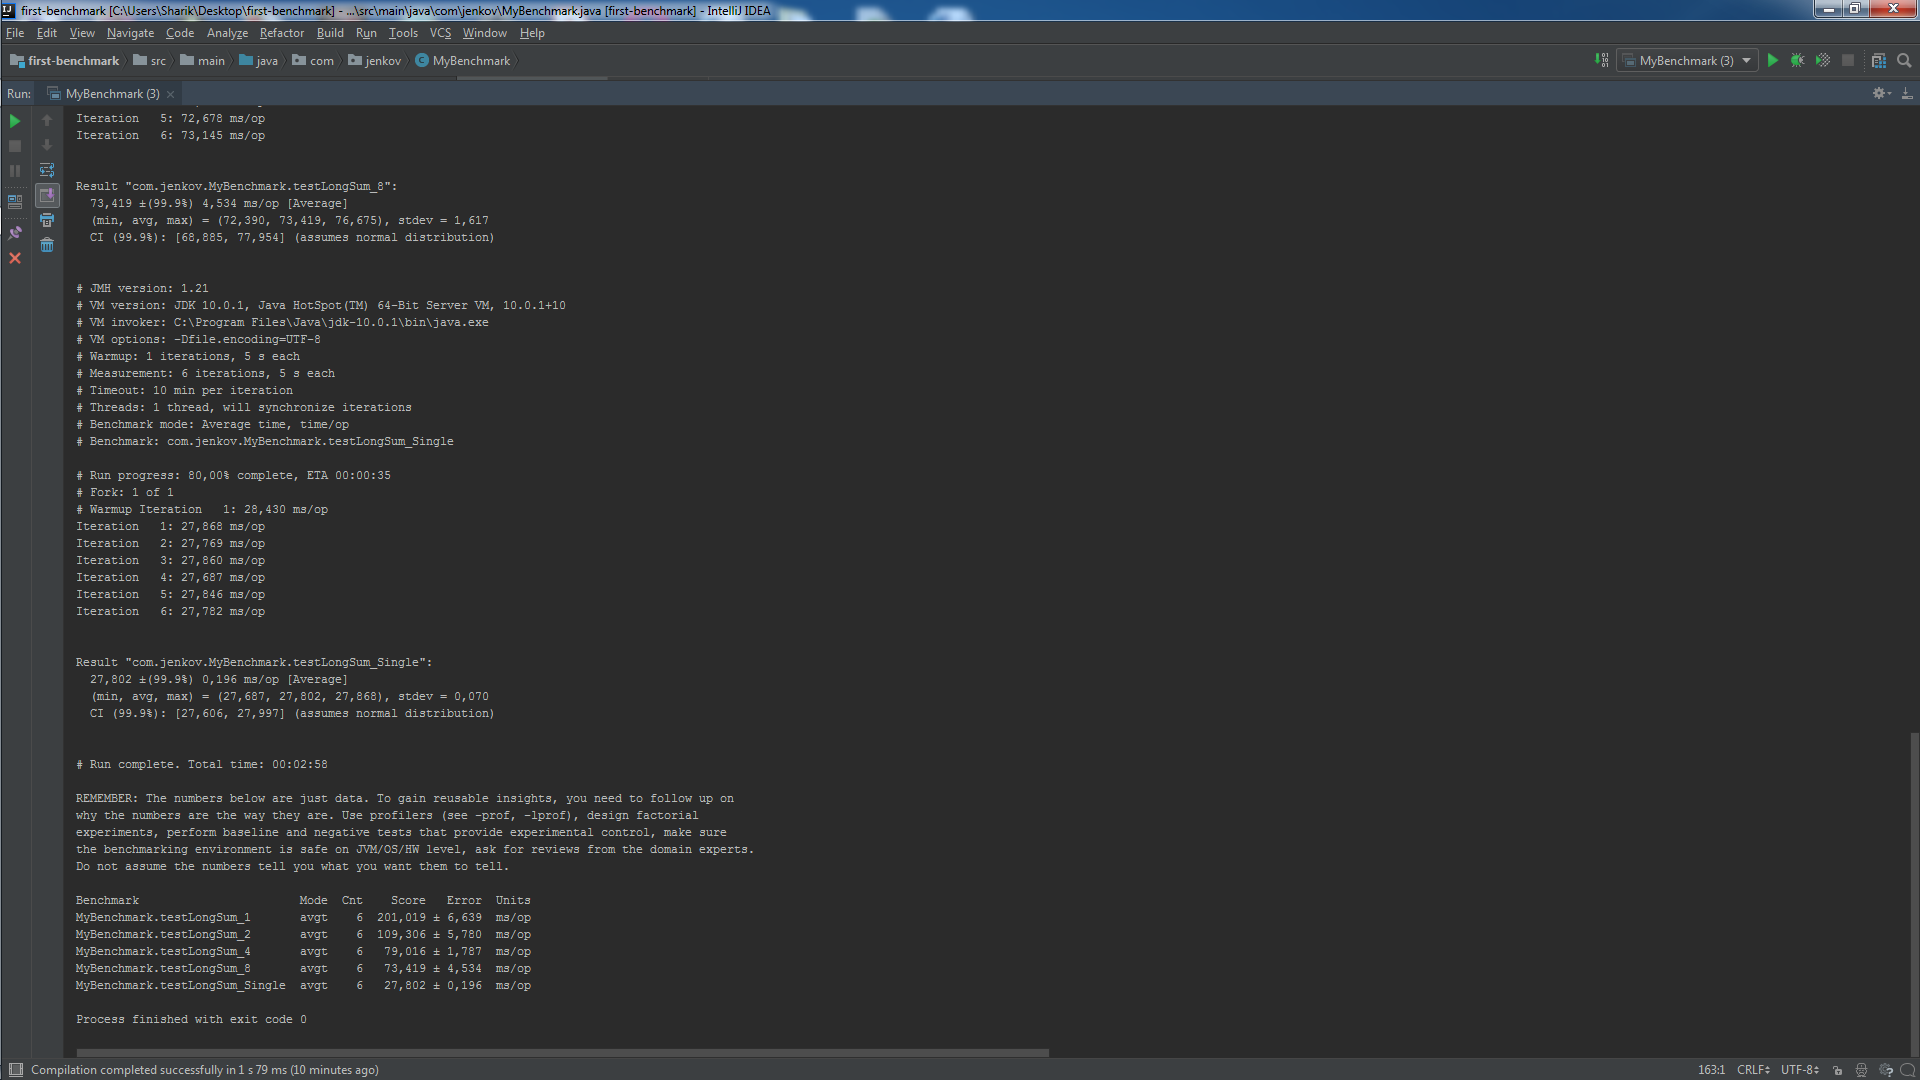 first-benchmark [C:\Users\Sharik\Desktop\first-benchmark] - ...\src\main\java\com\jenkov\MyBenchmark.java [first-benchmark] - IntelliJ IDEA
File Edit View Navigate Code Analyze Refactor Build Run Tools VCS Window Help
first-benchmark src main java com jenkov MyBenchmark MyBenchmark (3)
Run: MyBenchmark (3)
Iteration   5: 72,678 ms/op
Iteration   6: 73,145 ms/op
Result "com.jenkov.MyBenchmark.testLongSum_8":
  73,419 ±(99.9%) 4,534 ms/op [Average]
  (min, avg, max) = (72,390, 73,419, 76,675), stdev = 1,617
  CI (99.9%): [68,885, 77,954] (assumes normal distribution)
# JMH version: 1.21
# VM version: JDK 10.0.1, Java HotSpot(TM) 64-Bit Server VM, 10.0.1+10
# VM invoker: C:\Program Files\Java\jdk-10.0.1\bin\java.exe
# VM options: -Dfile.encoding=UTF-8
# Warmup: 1 iterations, 5 s each
# Measurement: 6 iterations, 5 s each
# Timeout: 10 min per iteration
# Threads: 1 thread, will synchronize iterations
# Benchmark mode: Average time, time/op
# Benchmark: com.jenkov.MyBenchmark.testLongSum_Single
# Run progress: 80,00% complete, ETA 00:00:35
# Fork: 1 of 1
# Warmup Iteration   1: 28,430 ms/op
Iteration   1: 27,868 ms/op
Iteration   2: 27,769 ms/op
Iteration   3: 27,860 ms/op
Iteration   4: 27,687 ms/op
Iteration   5: 27,846 ms/op
Iteration   6: 27,782 ms/op
Result "com.jenkov.MyBenchmark.testLongSum_Single":
  27,802 ±(99.9%) 0,196 ms/op [Average]
  (min, avg, max) = (27,687, 27,802, 27,868), stdev = 0,070
  CI (99.9%): [27,606, 27,997] (assumes normal distribution)
# Run complete. Total time: 00:02:58
REMEMBER: The numbers below are just data. To gain reusable insights, you need to follow up on
why the numbers are the way they are. Use profilers (see -prof, -lprof), design factorial
experiments, perform baseline and negative tests that provide experimental control, make sure
the benchmarking environment is safe on JVM/OS/HW level, ask for reviews from the domain experts.
Do not assume the numbers tell you what you want them to tell.
Benchmark                       Mode  Cnt    Score   Error  Units
MyBenchmark.testLongSum_1       avgt    6  201,019 ± 6,639  ms/op
MyBenchmark.testLongSum_2       avgt    6  109,306 ± 5,780  ms/op
MyBenchmark.testLongSum_4       avgt    6   79,016 ± 1,787  ms/op
MyBenchmark.testLongSum_8       avgt    6   73,419 ± 4,534  ms/op
MyBenchmark.testLongSum_Single  avgt    6   27,802 ± 0,196  ms/op
Process finished with exit code 0
Compilation completed successfully in 1 s 79 ms (10 minutes ago) 163:1 CRLF UTF-8